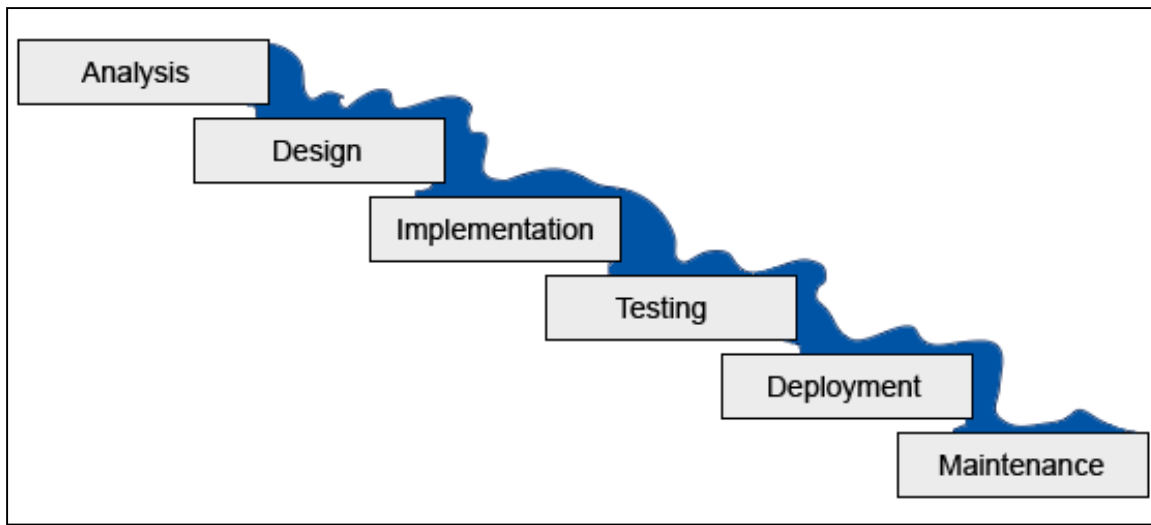 Analysis
Design
Implementation
Testing
Deployment
Maintenance